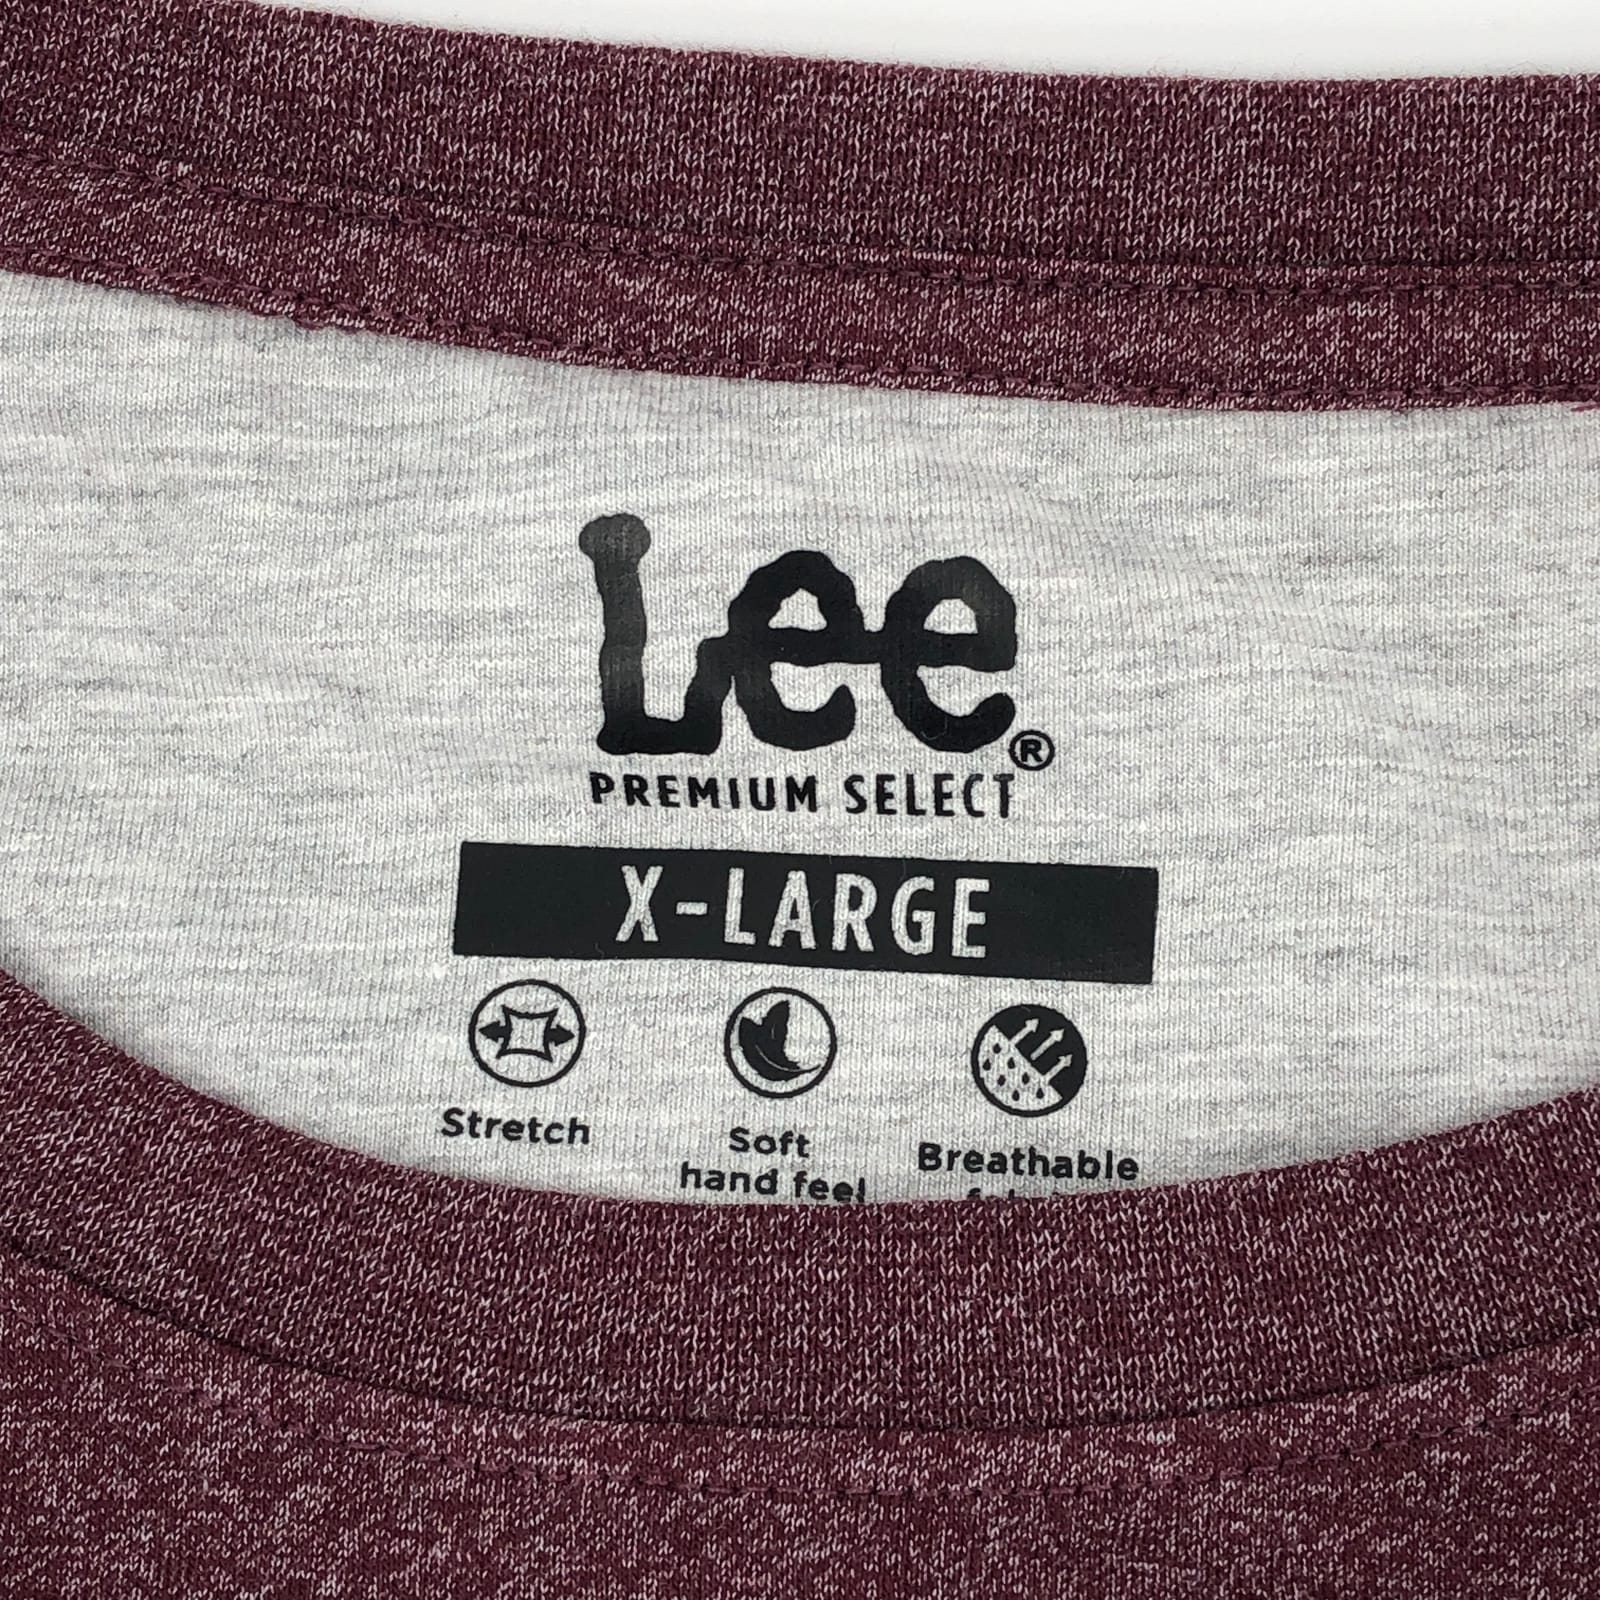 Lee®
PREMIUM SELECT
X-LARGE
Stretch
Soft
hand feel
Breathable